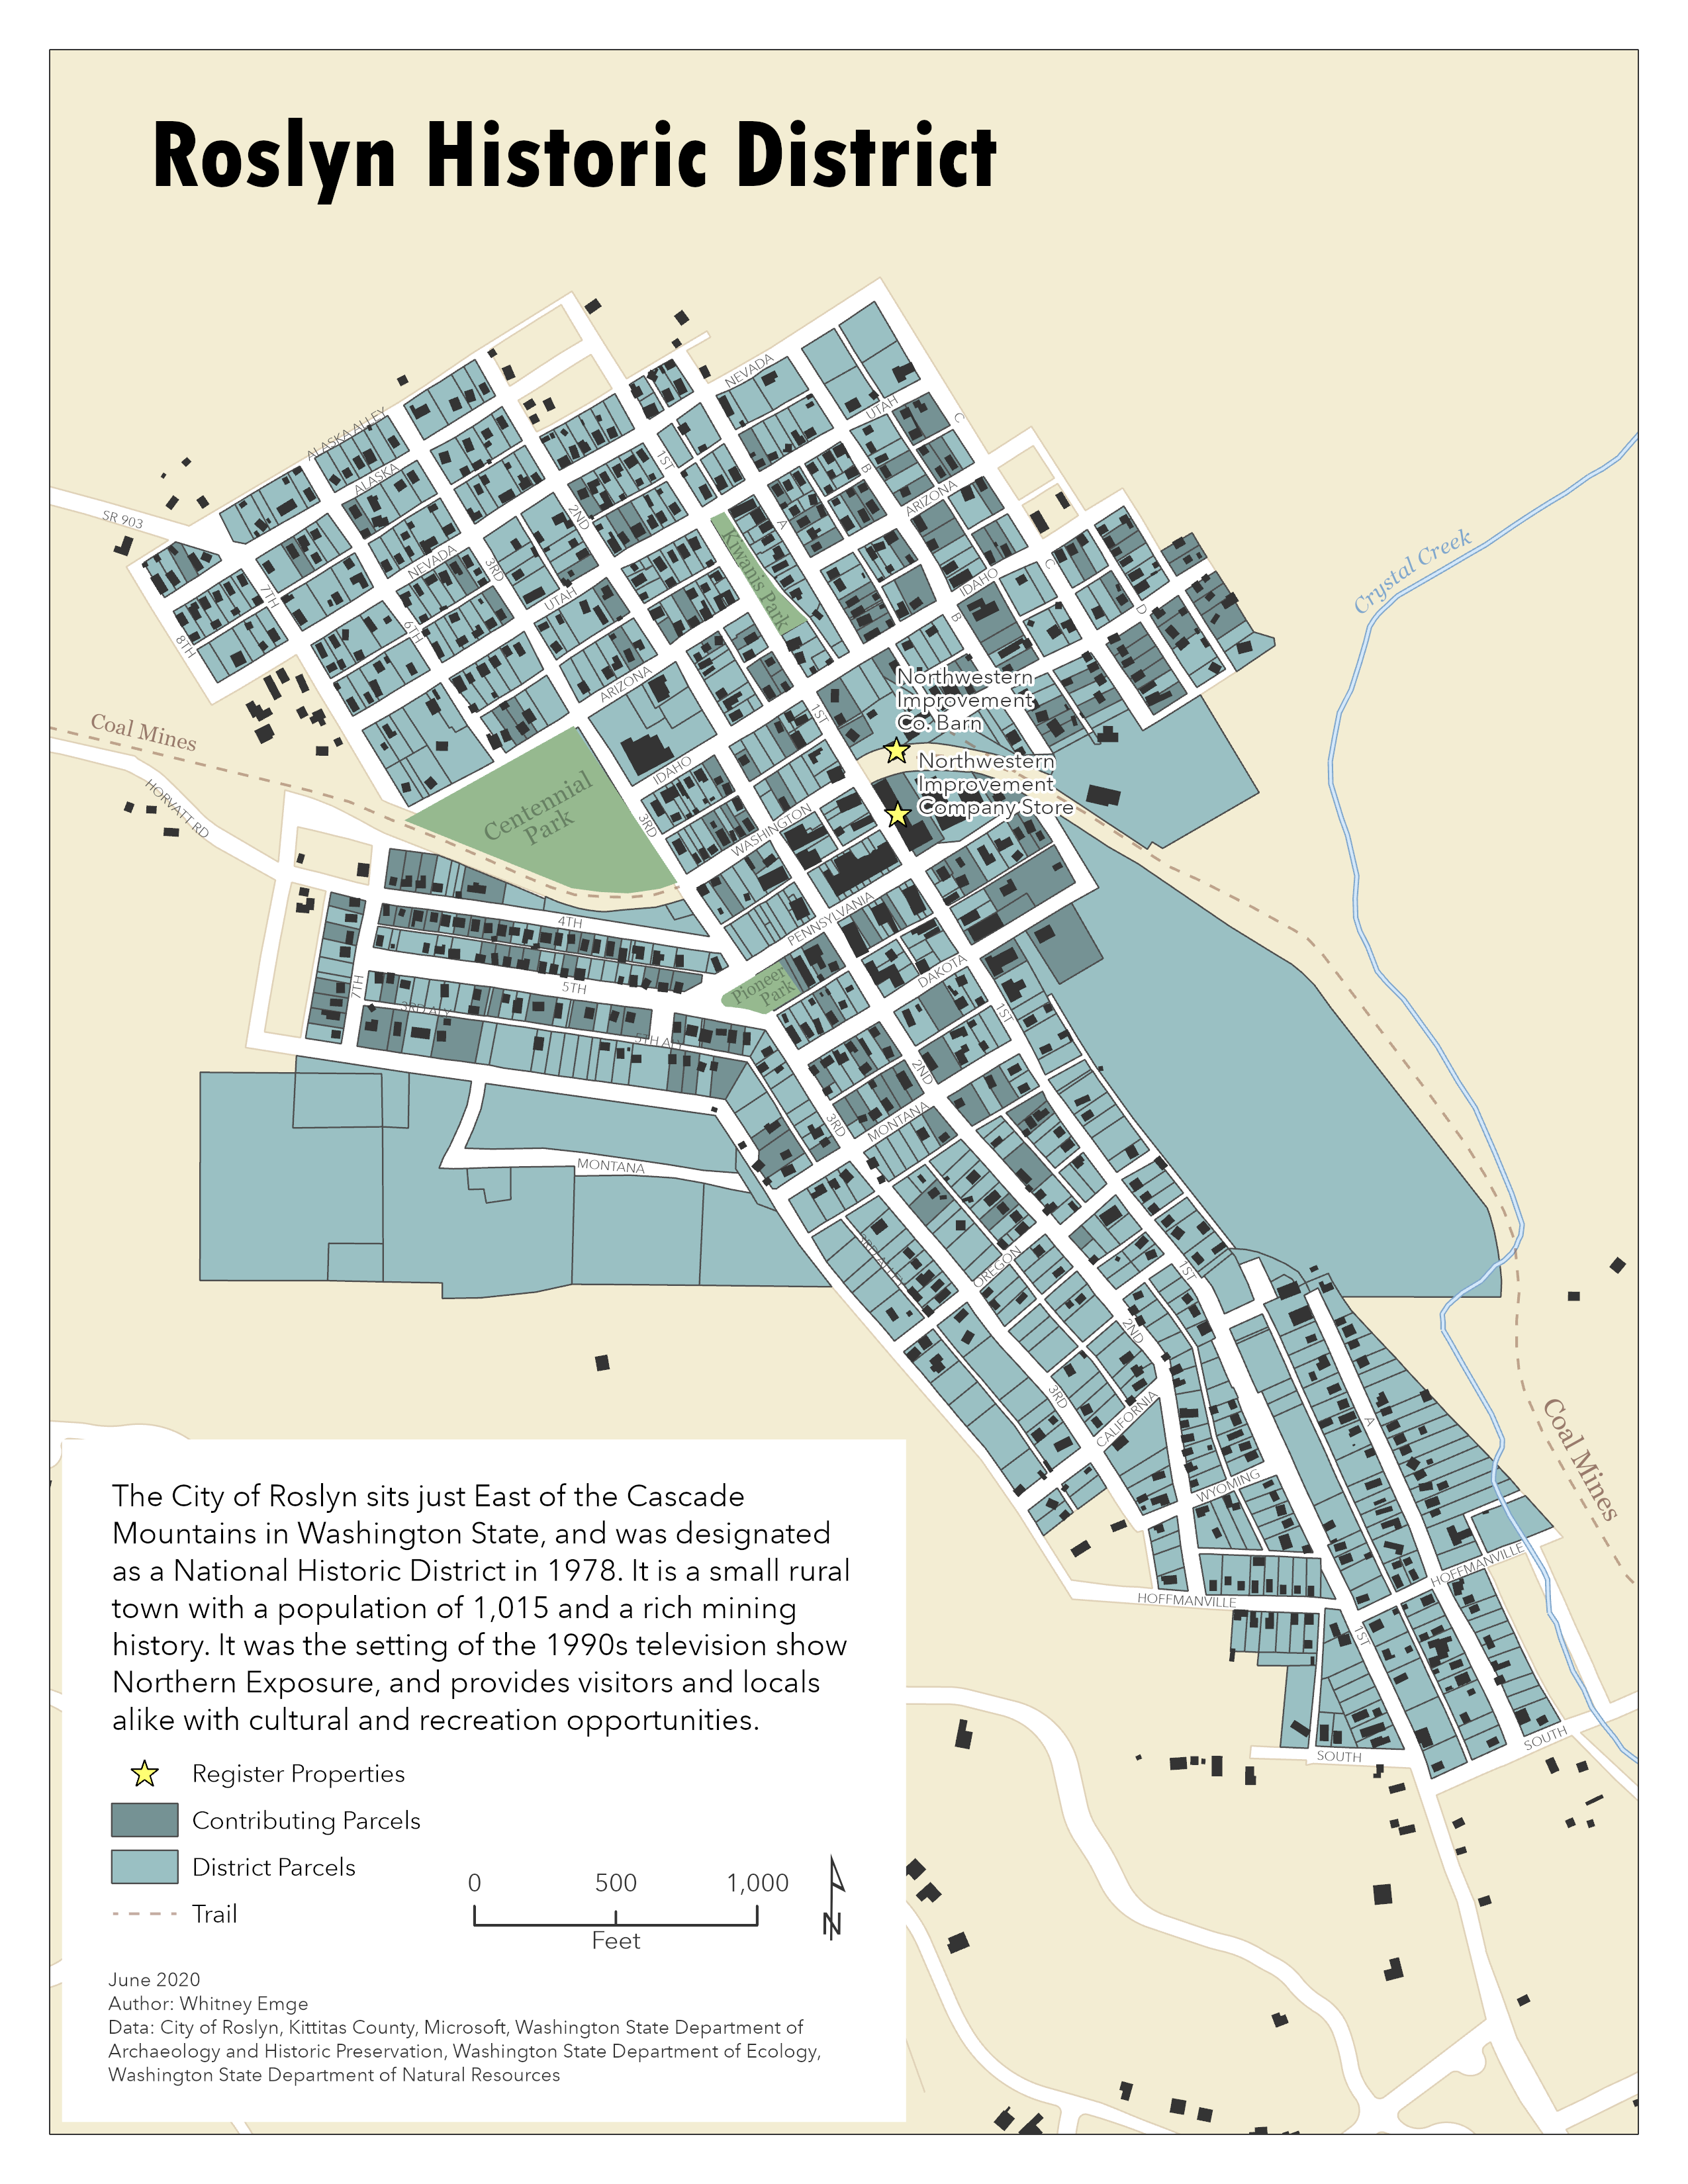 Roslyn Historic District
NEVADA
ALASKA ALLEY
UTAH
C
1ST
ALASKA
B
ARIZONA
SR 903
2ND
A
Crystal Creek
NEVADA
3RD
Kiwanis Park
IDAHO
C
7TH
UTAH
B
D
8TH
6TH
ARIZONA
Northwestern
Improvement
Co. Barn
1ST
Coal Mines
Northwestern
Improvement
Company Store
IDAHO
HORVATT RD
Centennial
Park
3RD
WASHINGTON
PENNSYLVANIA
4TH
DAKOTA
Pioneer
Park
7TH
5TH
3RD ALY
1ST
5TH ALY
2ND
3RD
MONTANA
MONTANA
OREGON
1ST
2ND
3RD
CALIFORNIA
A
Coal Mines
WYOMING
HOFFMANVILLE
HOFFMANVILLE
1ST
SOUTH
SOUTH
The City of Roslyn sits just East of the Cascade
Mountains in Washington State, and was designated
as a National Historic District in 1978. It is a small rural
town with a population of 1,015 and a rich mining
history. It was the setting of the 1990s television show
Northern Exposure, and provides visitors and locals
alike with cultural and recreation opportunities.
Register Properties
Contributing Parcels
District Parcels
Trail
0 500 1,000
Feet
N
June 2020
Author: Whitney Emge
Data: City of Roslyn, Kittitas County, Microsoft, Washington State Department of
Archaeology and Historic Preservation, Washington State Department of Ecology,
Washington State Department of Natural Resources